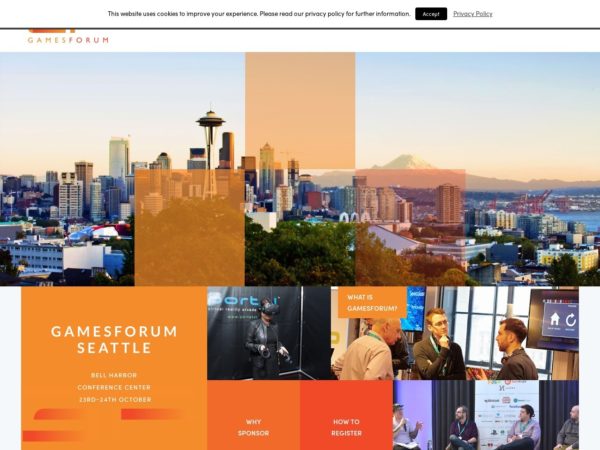 This website uses cookies to improve your experience. Please read our privacy policy for further information.
Accept
Privacy Policy
GAMESFORUM
WHAT IS
GAMESFORUM?
GAMESFORUM
SEATTLE
BELL HARBOR
CONFERENCE CENTER
23RD-24TH OCTOBER
WHY
SPONSOR
HOW TO
REGISTER